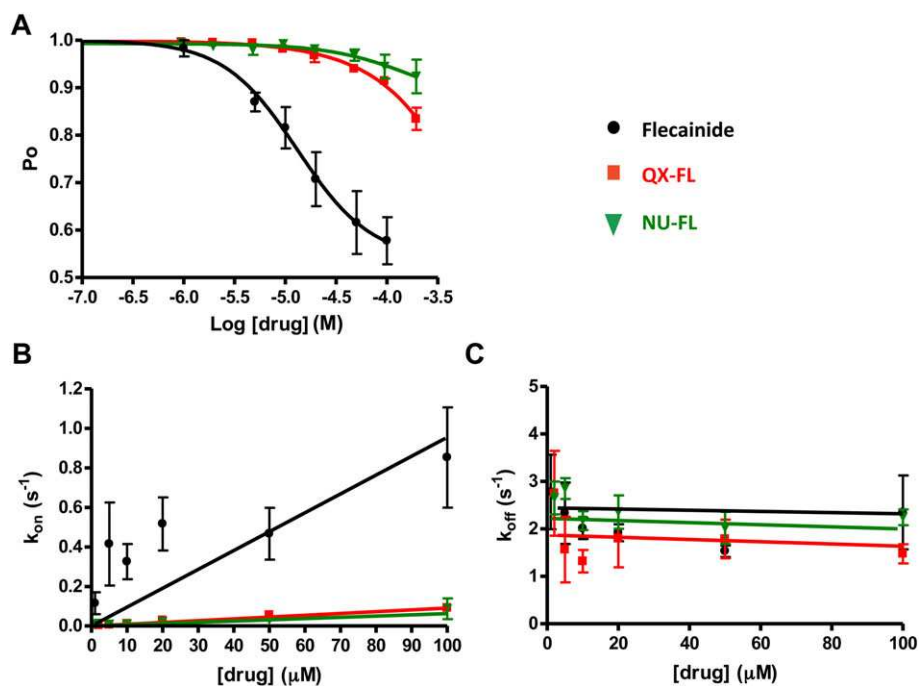 A
1.0
0.9
0.8
0.7
0.6
0.5
Po
-7.0 -6.0 -5.5 -5.0 -4.5 -4.0 -3.5
Log [drug] (M)
Flecainide
QX-FL
NU-FL
B
1.2
1.0
0.8
0.6
0.4
0.2
0.0
kon (s-1)
0 10 20 30 40 50 60 70 80 90 100
[drug] (μM)
C
5
4
3
2
1
0
koff (s-1)
0 20 40 60 80 100
[drug] (μM)